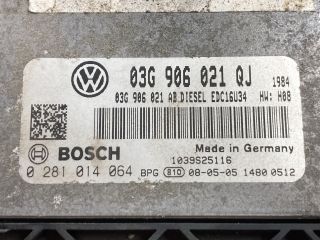 03G 906 021 QJ 1984
03G 906 021 AB DIESEL EDC16U34 HW: H08
BOSCH
Made in Germany
1039S25116
0 281 014 064 BPG 810 08-05-05 1480 0512